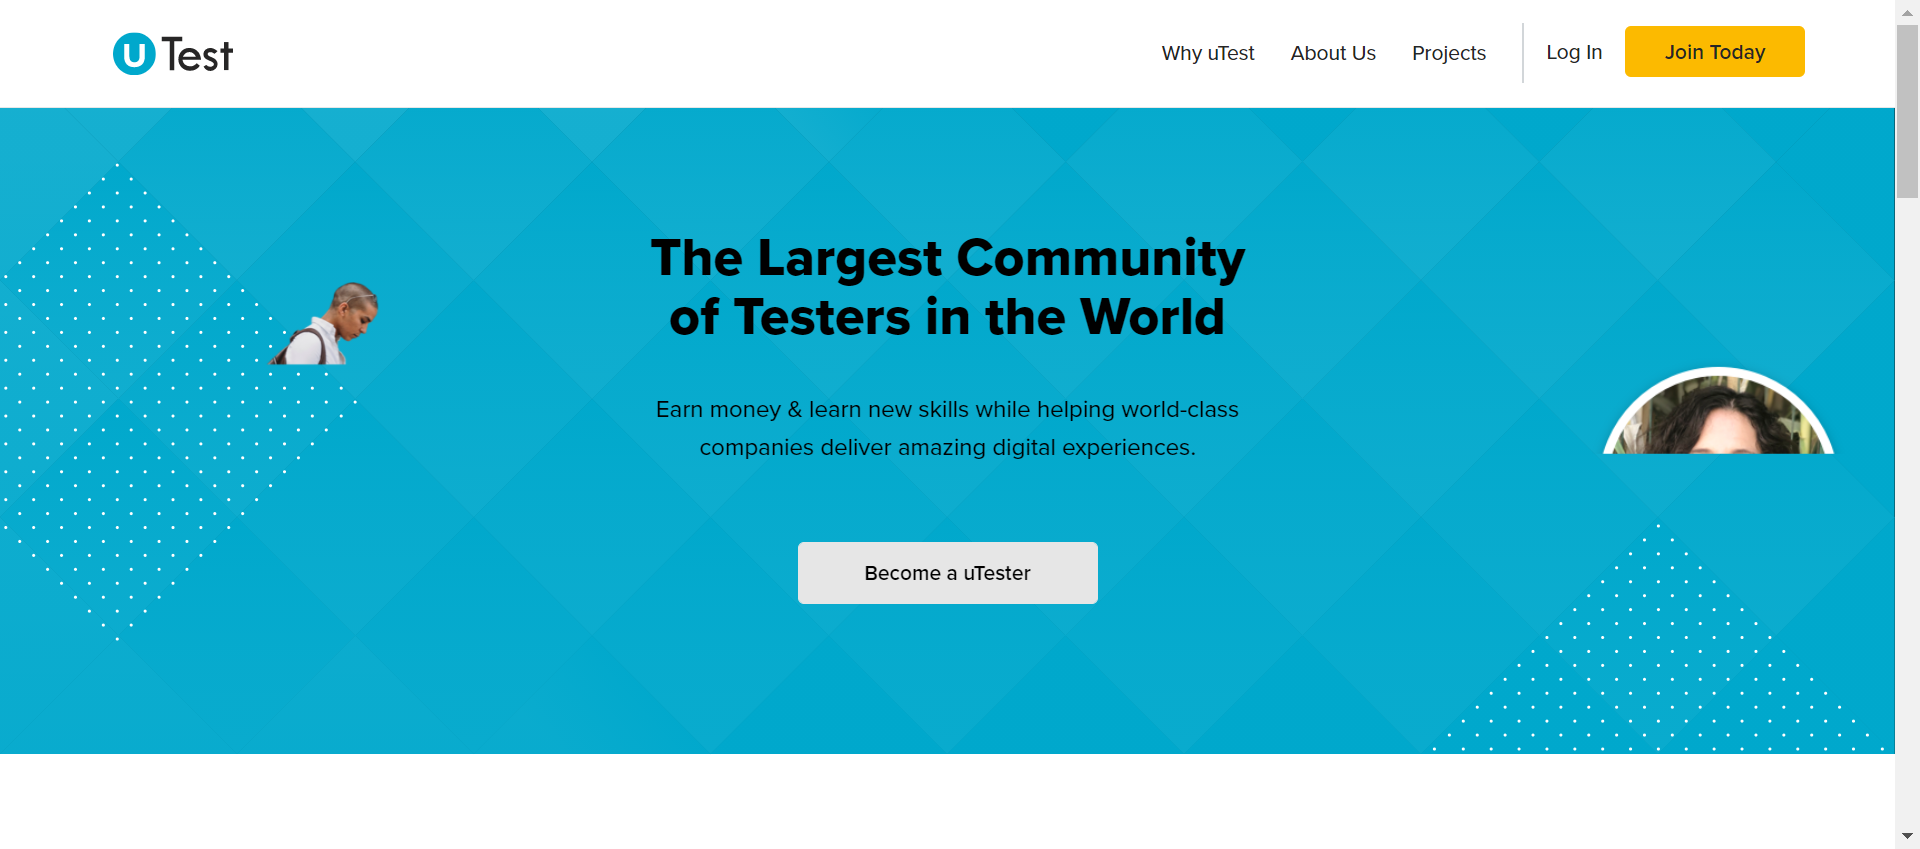 uTest
Why uTest
About Us
Projects
Log In
Join Today
The Largest Community
of Testers in the World
Earn money & learn new skills while helping world-class
companies deliver amazing digital experiences.
Become a uTester